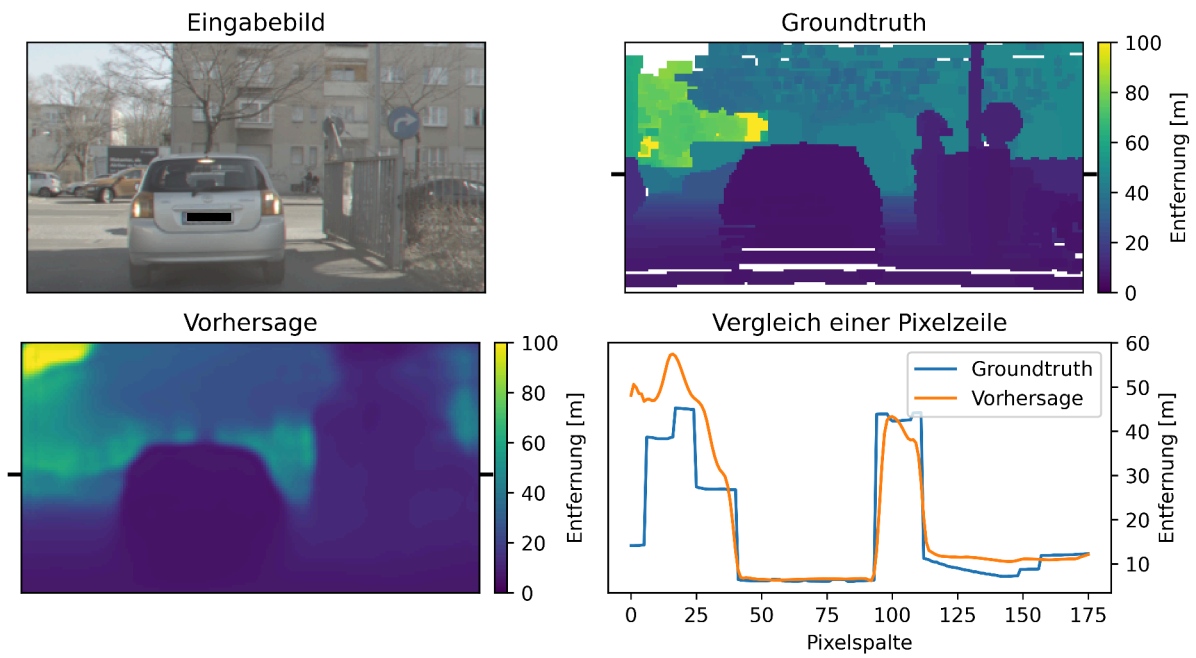 Eingabebild
Groundtruth
100
80
60
40
20
0
Entfernung [m]
Vorhersage
100
80
60
40
20
0
Entfernung [m]
Vergleich einer Pixelzeile
Groundtruth
Vorhersage
60
50
40
30
20
10
Entfernung [m]
0 25 50 75 100 125 150 175
Pixelspalte